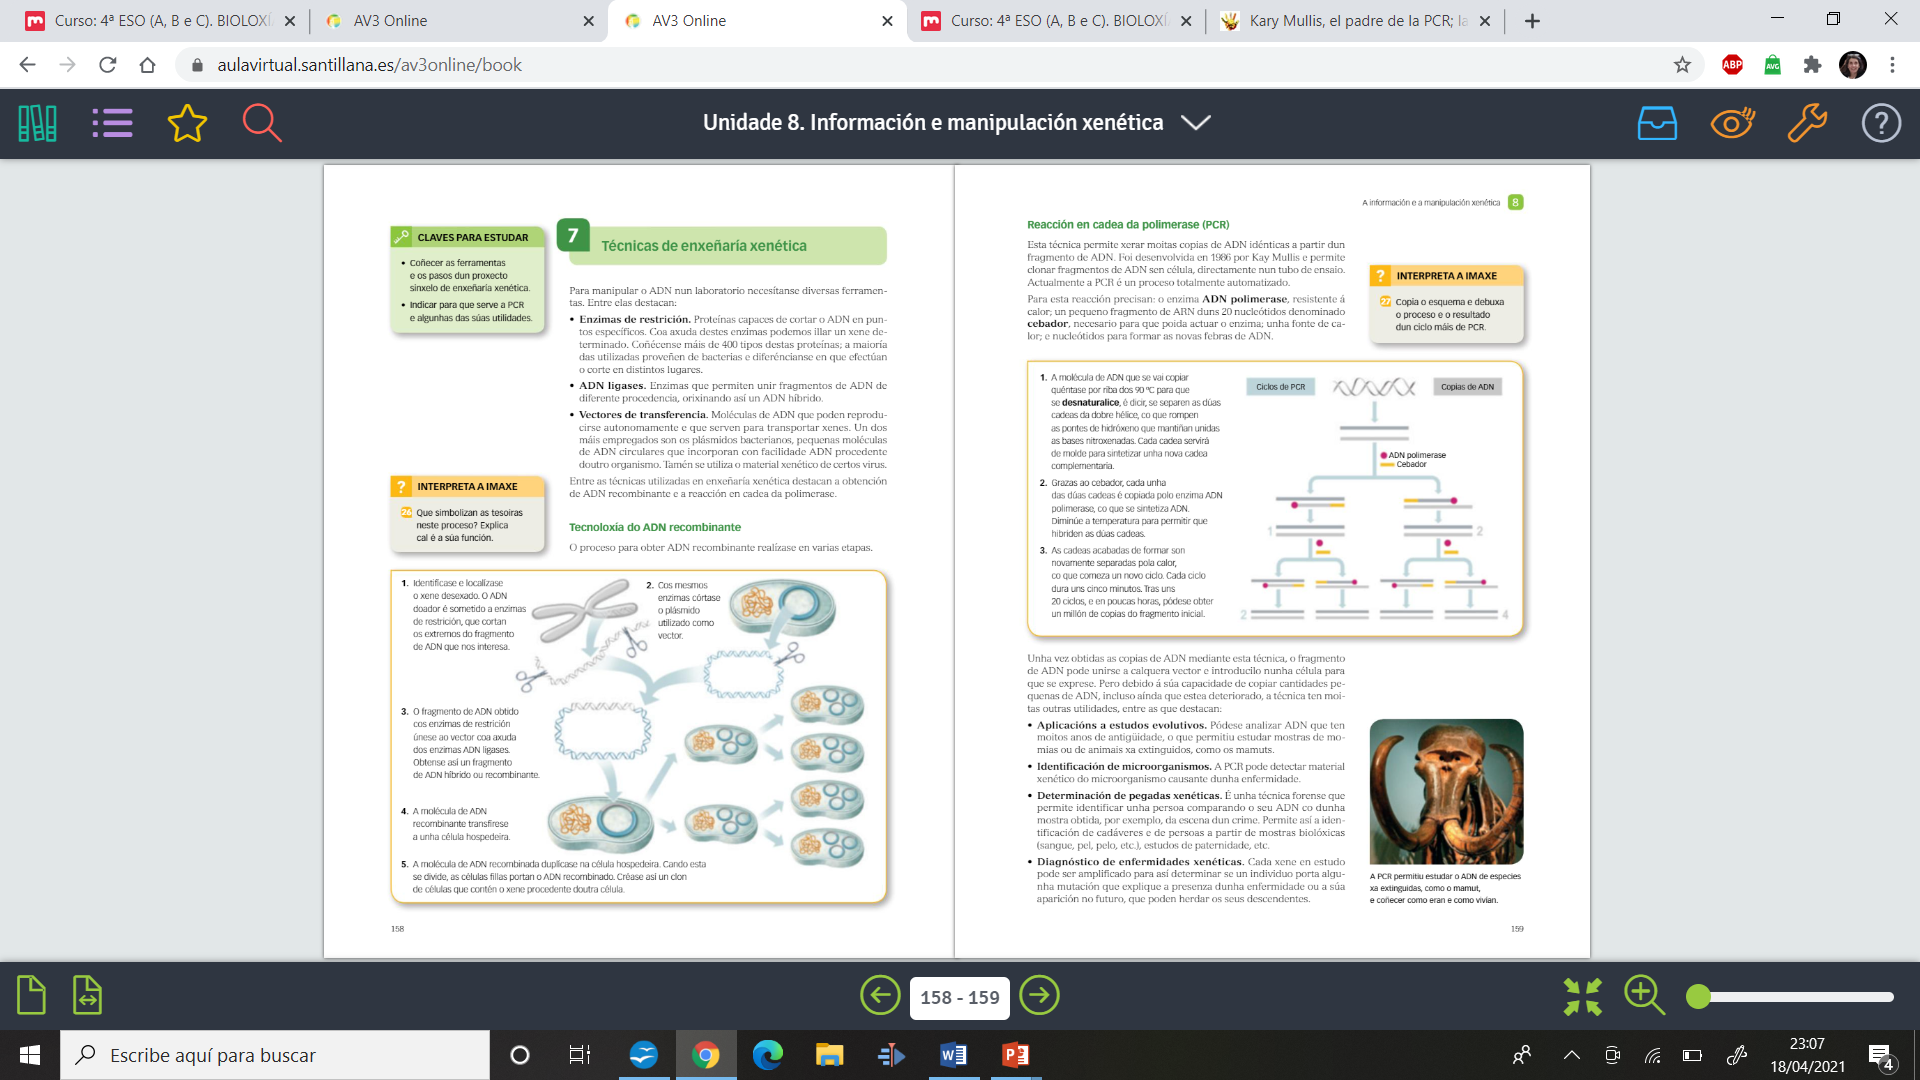 Curso: 4ª ESO (A, B e C). BIOLOXÍ
AV3 Online
AV3 Online
Curso: 4ª ESO (A, B e C). BIOLOXÍ
Kary Mullis, el padre de la PCR; la
aulavirtual.santillana.es/av3online/book
ABP
AVG
Unidade 8. Información e manipulación xenética
CLAVES PARA ESTUDAR
• Coñecer as ferramentas
e os pasos dun proxecto
sinxelo de enxeñaría xenética.
• Indicar para que serve a PCR
e algunhas das súas utilidades.
7
Técnicas de enxeñaría xenética
Para manipular o ADN nun laboratorio necesítanse diversas ferramen-
tas. Entre elas destacan:
• Enzimas de restrición. Proteínas capaces de cortar o ADN en pun-
tos específicos. Coa axuda destes enzimas podemos illar un xene de-
terminado. Coñécense máis de 400 tipos destas proteínas; a maioría
das utilizadas proveñen de bacterias e diferéncianse en que efectúan
o corte en distintos lugares.
• ADN ligases. Enzimas que permiten unir fragmentos de ADN de
diferente procedencia, orixinando así un ADN híbrido.
• Vectores de transferencia. Moléculas de ADN que poden reprodu-
cirse autonomamente e que serven para transportar xenes. Un dos
máis empregados son os plásmidos bacterianos, pequenas moléculas
de ADN circulares que incorporan con facilidade ADN procedente
doutro organismo. Tamén se utiliza o material xenético de certos virus.
Entre as técnicas utilizadas en enxeñaría xenética destacan a obtención
de ADN recombinante e a reacción en cadea da polimerase.
? INTERPRETA A IMAXE
26 Que simbolizan as tesoiras
neste proceso? Explica
cal é a súa función.
Tecnoloxía do ADN recombinante
O proceso para obter ADN recombinante realízase en varias etapas.
1. Identifícase e localízase
o xene desexado. O ADN
doador é sometido a enzimas
de restrición, que cortan
os extremos do fragmento
de ADN que nos interesa.
2. Cos mesmos
enzimas córtase
o plásmido
utilizado como
vector.
3. O fragmento de ADN obtido
cos enzimas de restrición
únese ao vector coa axuda
dos enzimas ADN ligases.
Obtense así un fragmento
de ADN híbrido ou recombinante.
4. A molécula de ADN
recombinante transfírese
a unha célula hospedeira.
5. A molécula de ADN recombinada duplícase na célula hospedeira. Cando esta
se divide, as células fillas portan o ADN recombinado. Créase así un clon
de células que contén o xene procedente doutra célula.
158
A información e a manipulación xenética 8
Reacción en cadea da polimerase (PCR)
Esta técnica permite xerar moitas copias de ADN idénticas a partir dun
fragmento de ADN. Foi desenvolvida en 1986 por Kay Mullis e permite
clonar fragmentos de ADN sen célula, directamente nun tubo de ensaio.
Actualmente a PCR é un proceso totalmente automatizado.
Para esta reacción precisan: o enzima ADN polimerase, resistente á
calor; un pequeno fragmento de ARN duns 20 nucleótidos denominado
cebador, necesario para que poida actuar o enzima; unha fonte de ca-
lor; e nucleótidos para formar as novas febras de ADN.
? INTERPRETA A IMAXE
27 Copia o esquema e debuxa
o proceso e o resultado
dun ciclo máis de PCR.
1. A molécula de ADN que se vai copiar
quéntase por riba dos 90 ºC para que
se desnaturalice, é dicir, se separen as dúas
cadeas da dobre hélice, co que rompen
as pontes de hidróxeno que mantiñan unidas
as bases nitroxenadas. Cada cadea servirá
de molde para sintetizar unha nova cadea
complementaria.
2. Grazas ao cebador, cada unha
das dúas cadeas é copiada polo enzima ADN
polimerase, co que se sintetiza ADN.
Diminúe a temperatura para permitir que
hibriden as dúas cadeas.
3. As cadeas acabadas de formar son
novamente separadas pola calor,
co que comeza un novo ciclo. Cada ciclo
dura uns cinco minutos. Tras uns
20 ciclos, e en poucas horas, pódese obter
un millón de copias do fragmento inicial.
Ciclos de PCR
Copias de ADN
ADN polimerase
Cebador
1
2
2
4
Unha vez obtidas as copias de ADN mediante esta técnica, o fragmento
de ADN pode unirse a calquera vector e introducilo nunha célula para
que se exprese. Pero debido á súa capacidade de copiar cantidades pe-
quenas de ADN, incluso aínda que estea deteriorado, a técnica ten moi-
tas outras utilidades, entre as que destacan:
• Aplicacións a estudos evolutivos. Pódese analizar ADN que ten
moitos anos de antigüidade, o que permitiu estudar mostras de mo-
mias ou de animais xa extinguidos, como os mamuts.
• Identificación de microorganismos. A PCR pode detectar material
xenético do microorganismo causante dunha enfermidade.
• Determinación de pegadas xenéticas. É unha técnica forense que
permite identificar unha persoa comparando o seu ADN co dunha
mostra obtida, por exemplo, da escena dun crime. Permite así a iden-
tificación de cadáveres e de persoas a partir de mostras biolóxicas
(sangue, pel, pelo, etc.), estudos de paternidade, etc.
• Diagnóstico de enfermidades xenéticas. Cada xene en estudo
pode ser amplificado para así determinar se un individuo porta algu-
nha mutación que explique a presenza dunha enfermidade ou a súa
aparición no futuro, que poden herdar os seus descendentes.
A PCR permitiu estudar o ADN de especies
xa extinguidas, como o mamut,
e coñecer como eran e como vivían.
159
158 - 159
Escribe aquí para buscar
23:07
18/04/2021
4